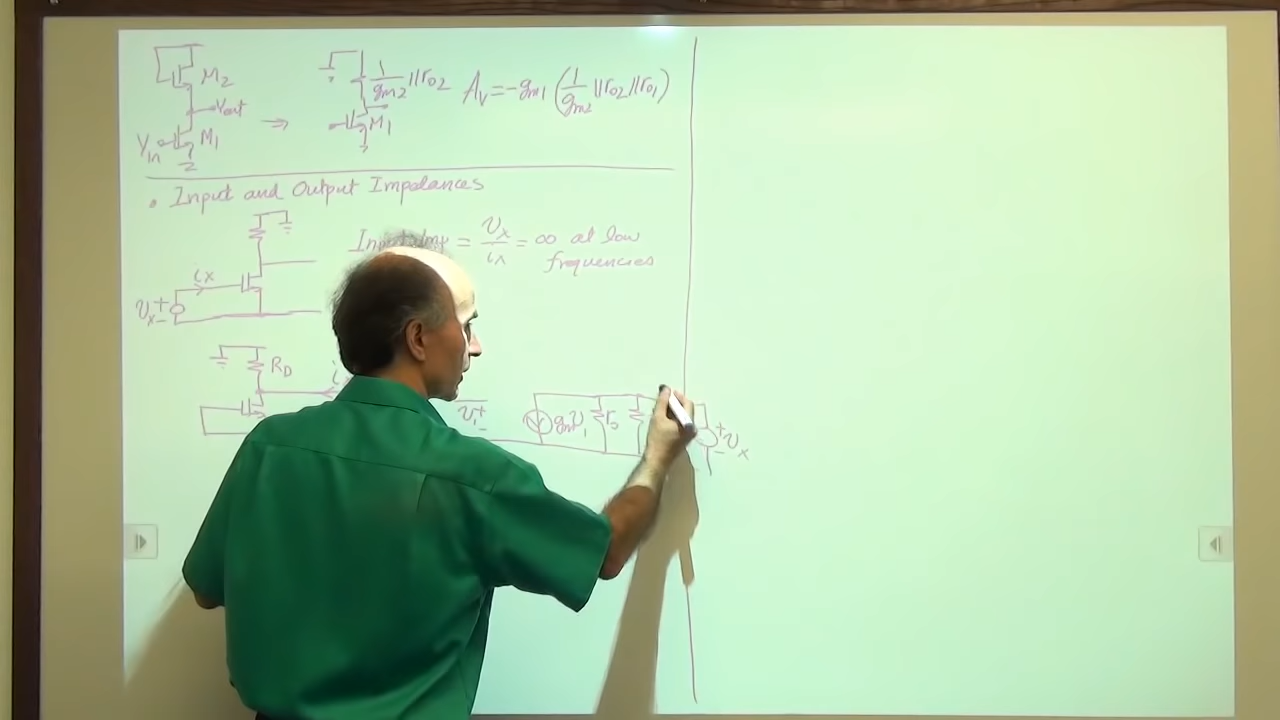 M2
Vout
Vin
M1
⇒
1/gm2 || ro2
M1
Av = -gm1 (1/gm2 || ro2 || ro1)
• Input and Output Impedances
ix
vx + -
= vx/ix = ∞ at low
frequencies
RD
i
v1 + -
gmv1
ro
+ - vx